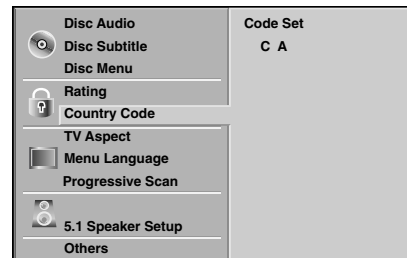 Disc Audio
Disc Subtitle
Disc Menu
Rating
Country Code
TV Aspect
Menu Language
Progressive Scan
5.1 Speaker Setup
Others
Code Set
C A